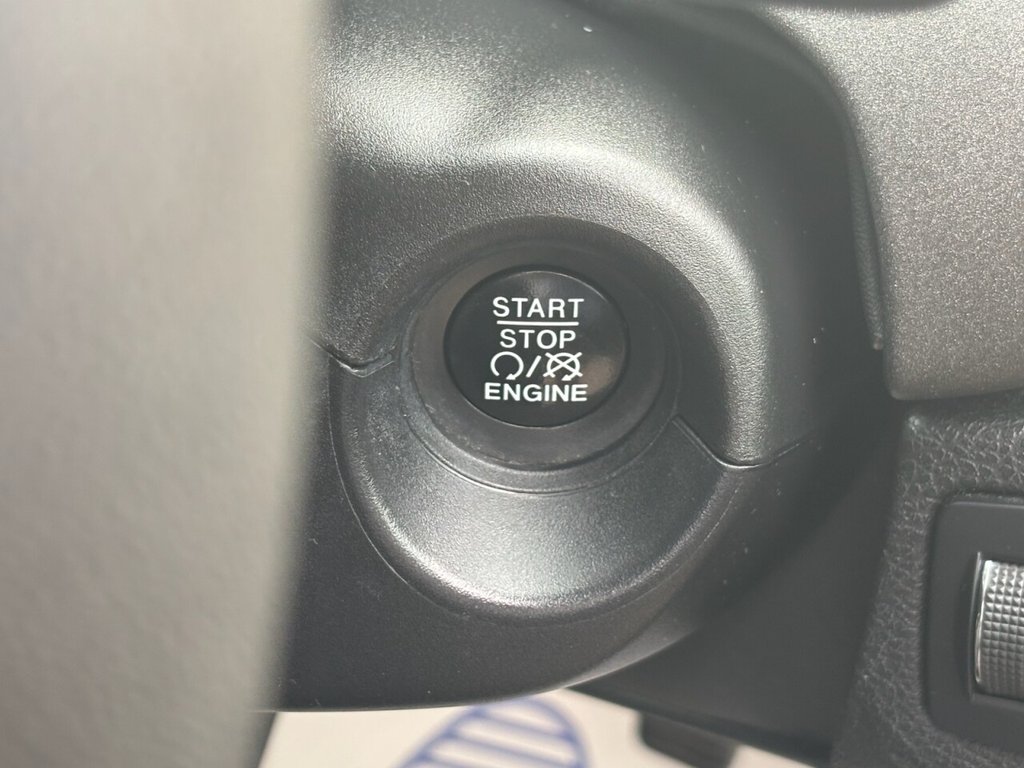 START
STOP
/
ENGINE